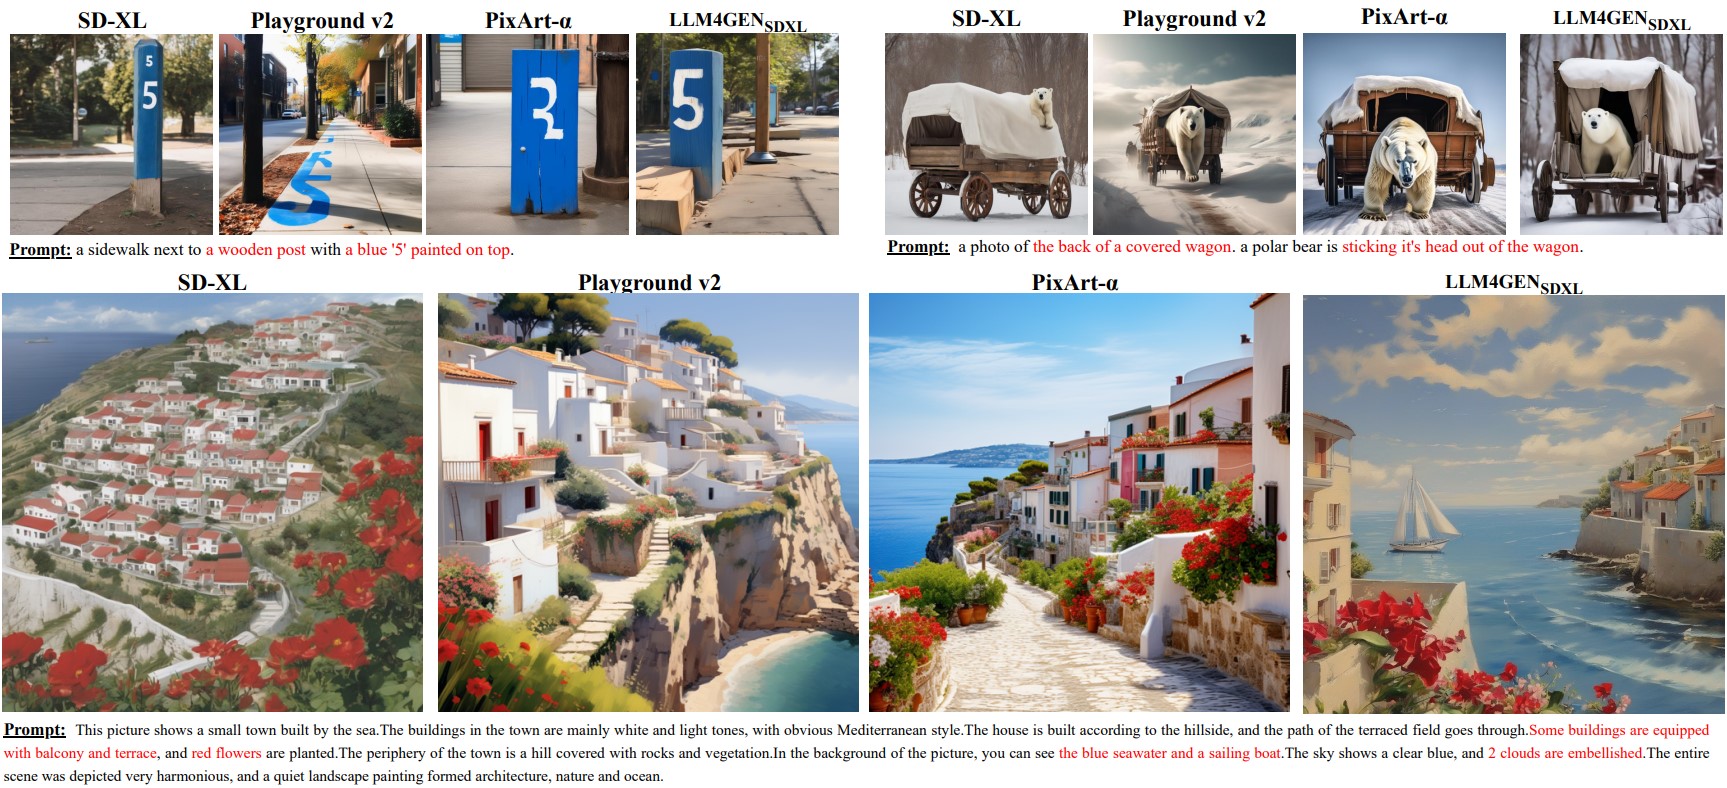 SD-XL Playground v2 PixArt-α LLM4GEN_SDXL
SD-XL Playground v2 PixArt-α LLM4GEN_SDXL
5
5
5
5
Prompt: a sidewalk next to a wooden post with a blue '5' painted on top.
Prompt: a photo of the back of a covered wagon. a polar bear is sticking it's head out of the wagon.
SD-XL Playground v2 PixArt-α LLM4GEN_SDXL
Prompt: This picture shows a small town built by the sea.The buildings in the town are mainly white and light tones, with obvious Mediterranean style.The house is built according to the hillside, and the path of the terraced field goes through.Some buildings are equipped
with balcony and terrace, and red flowers are planted.The periphery of the town is a hill covered with rocks and vegetation.In the background of the picture, you can see the blue seawater and a sailing boat.The sky shows a clear blue, and 2 clouds are embellished.The entire
scene was depicted very harmonious, and a quiet landscape painting formed architecture, nature and ocean.